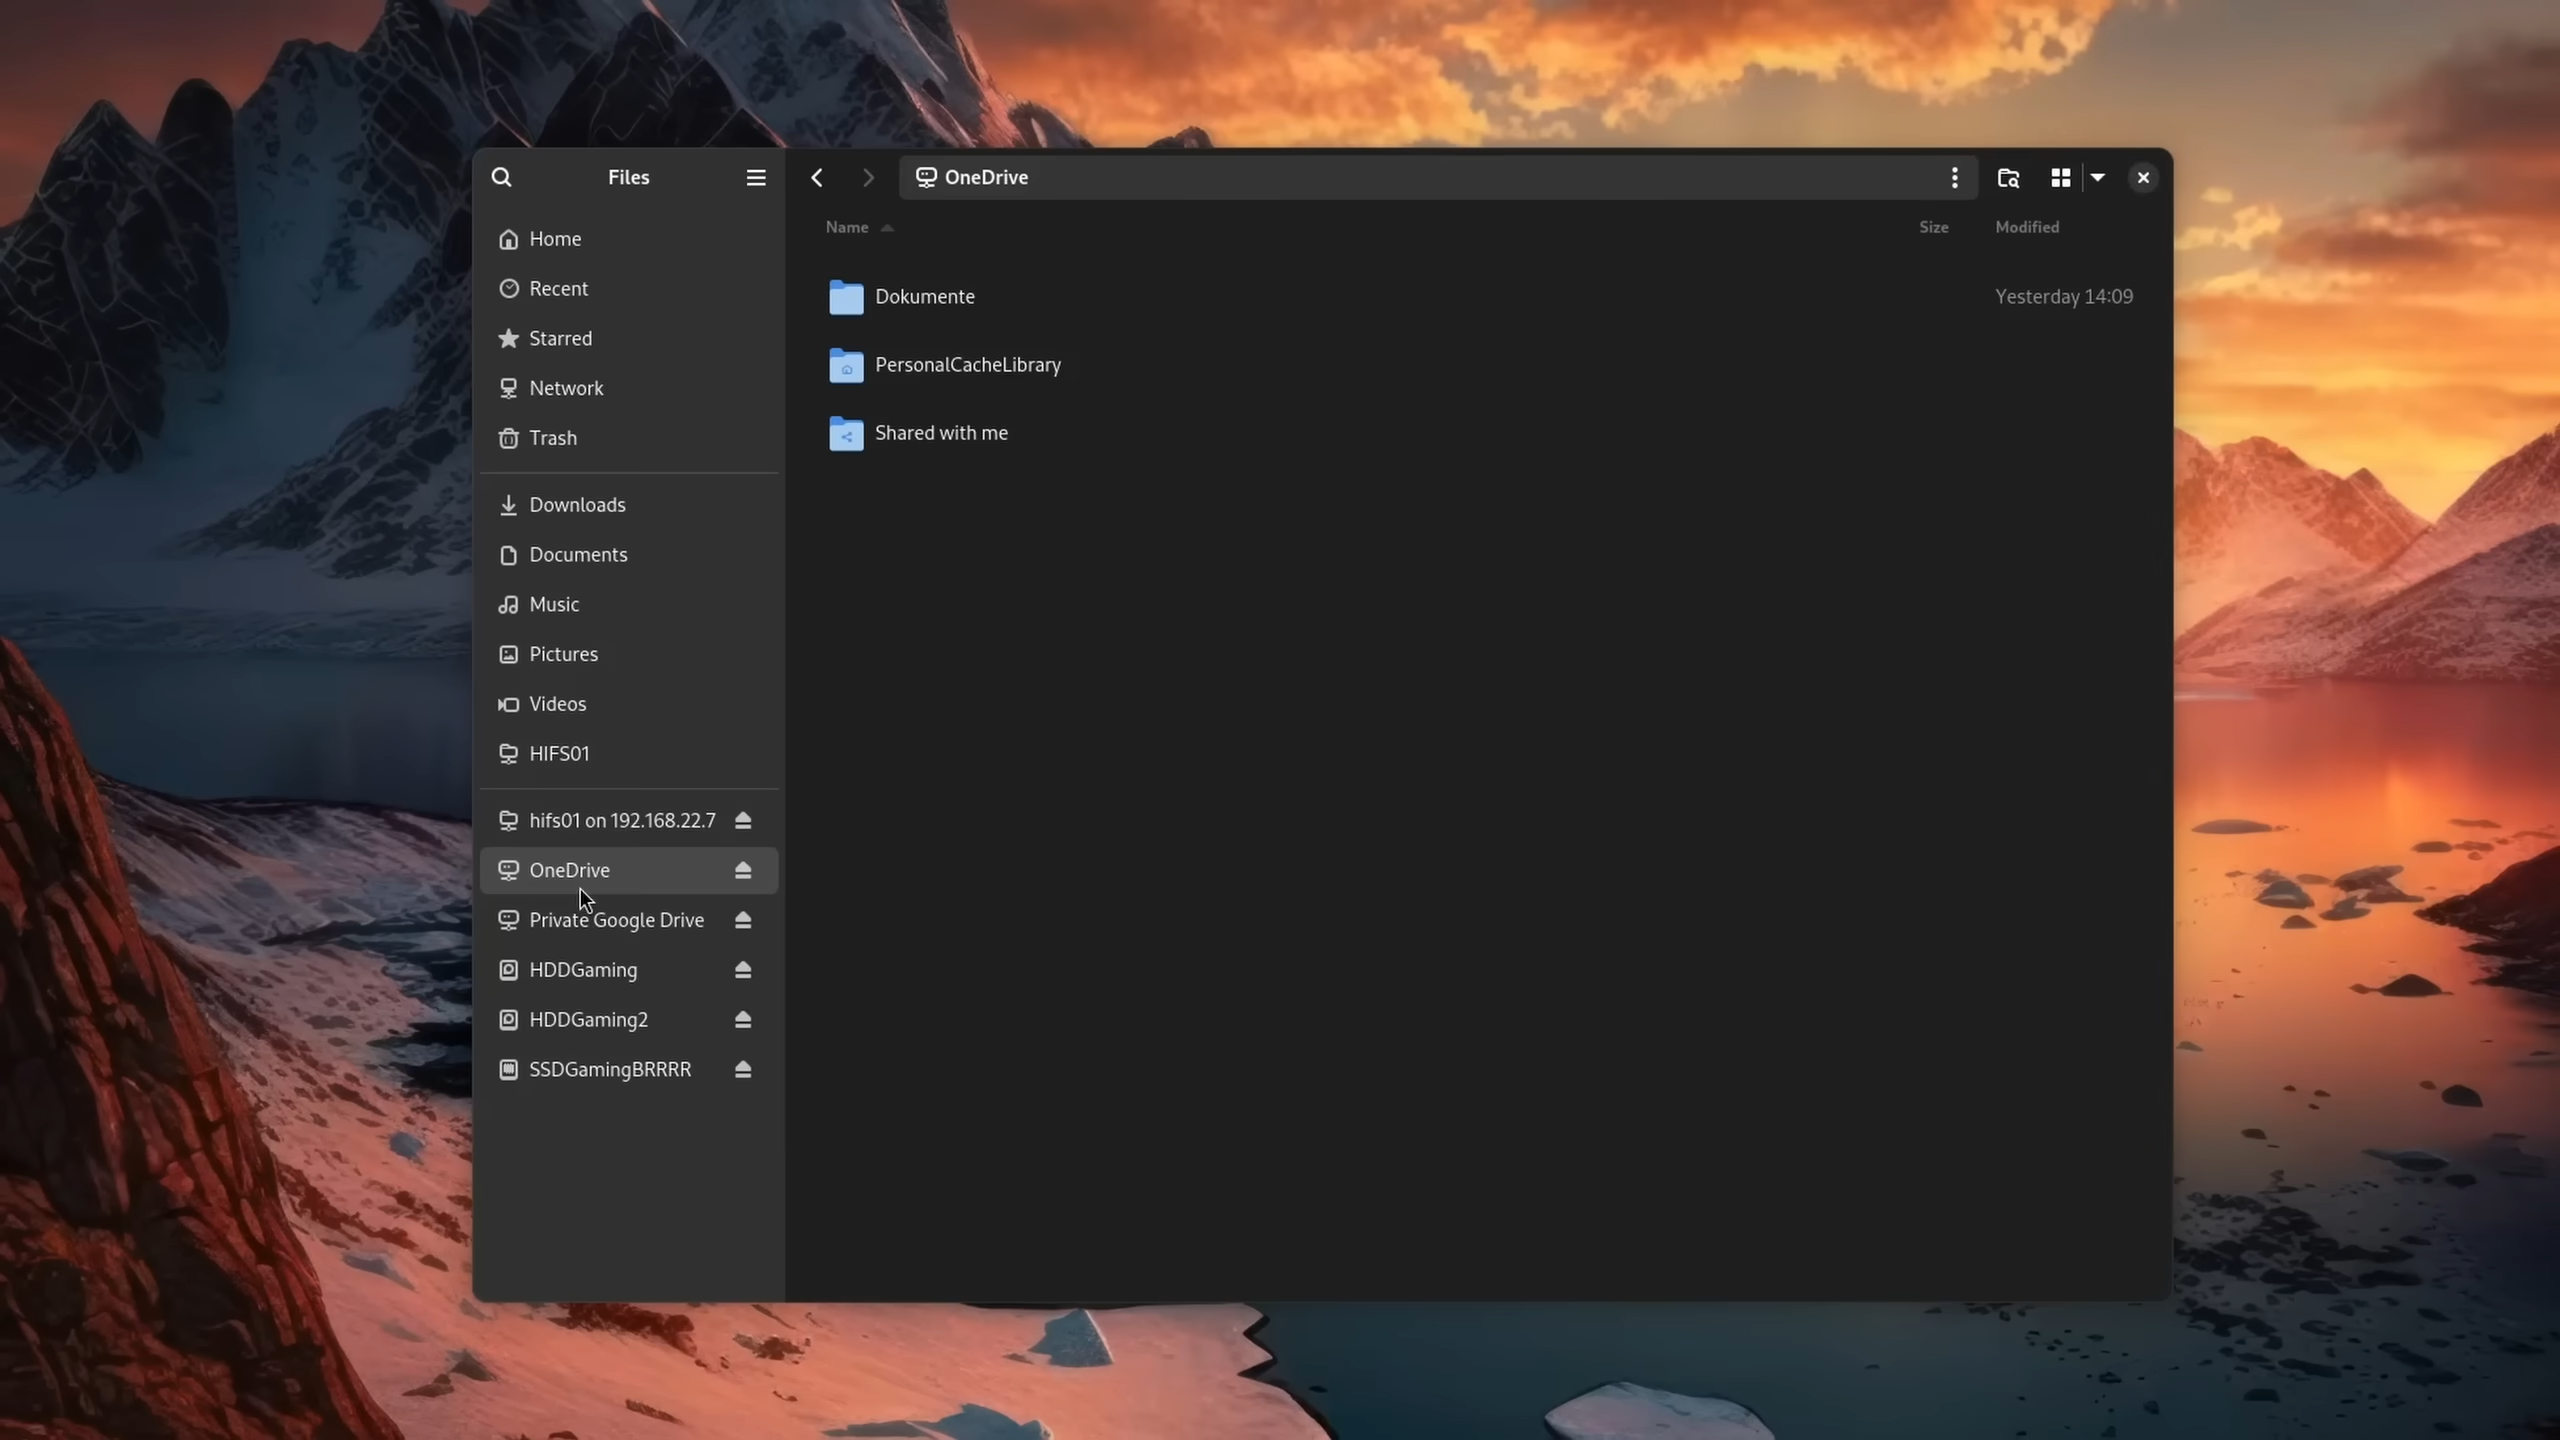 Files
OneDrive
Home
Recent
Starred
Network
Trash
Downloads
Documents
Music
Pictures
Videos
HIFS01
hifs01 on 192.168.22.7
OneDrive
Private Google Drive
HDDGaming
HDDGaming2
SSDGamingBRRRR
Name Size Modified
Dokumente Yesterday 14:09
PersonalCacheLibrary
Shared with me